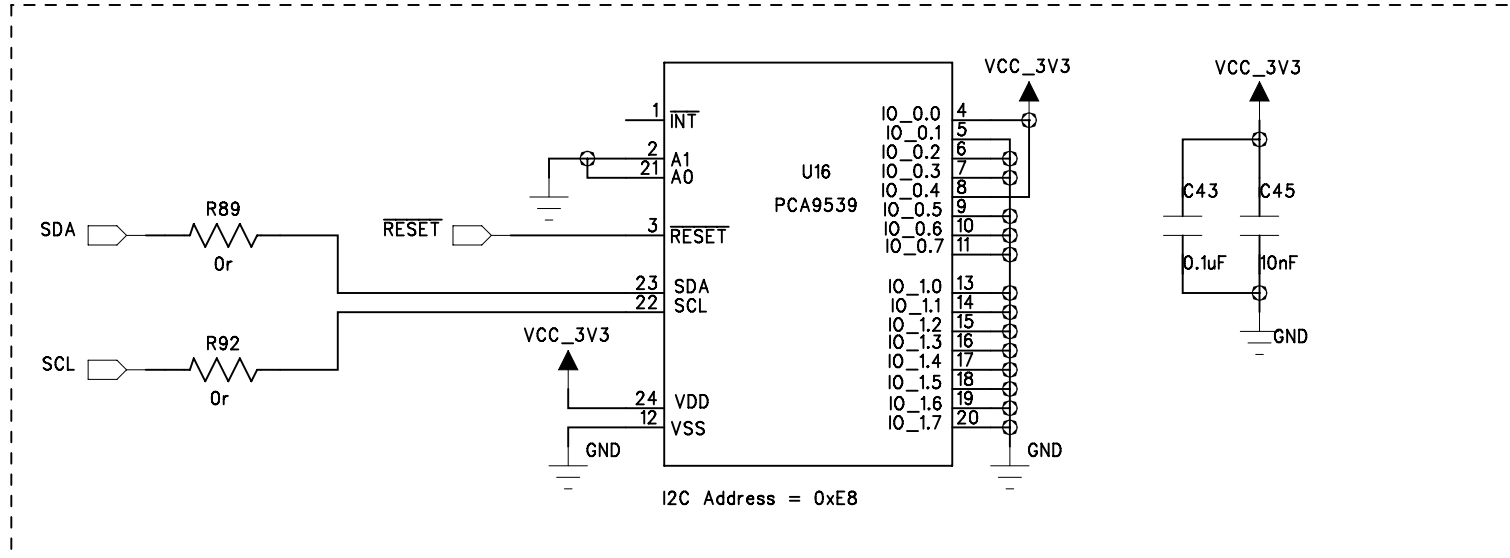 VCC_3V3
VCC_3V3
1 INT
IO_0.0 4
IO_0.1 5
2 A1
IO_0.2 6
21 A0
IO_0.3 7
U16
IO_0.4 8
PCA9539
IO_0.5 9
C43
C45
SDA
R89
0r
RESET
3 RESET
IO_0.6 10
IO_0.7 11
0.1uF
10nF
23 SDA
IO_1.0 13
22 SCL
IO_1.1 14
VCC_3V3
IO_1.2 15
GND
SCL
R92
0r
IO_1.3 16
IO_1.4 17
IO_1.5 18
24 VDD
IO_1.6 19
12 VSS
IO_1.7 20
GND
GND
I2C Address = 0xE8